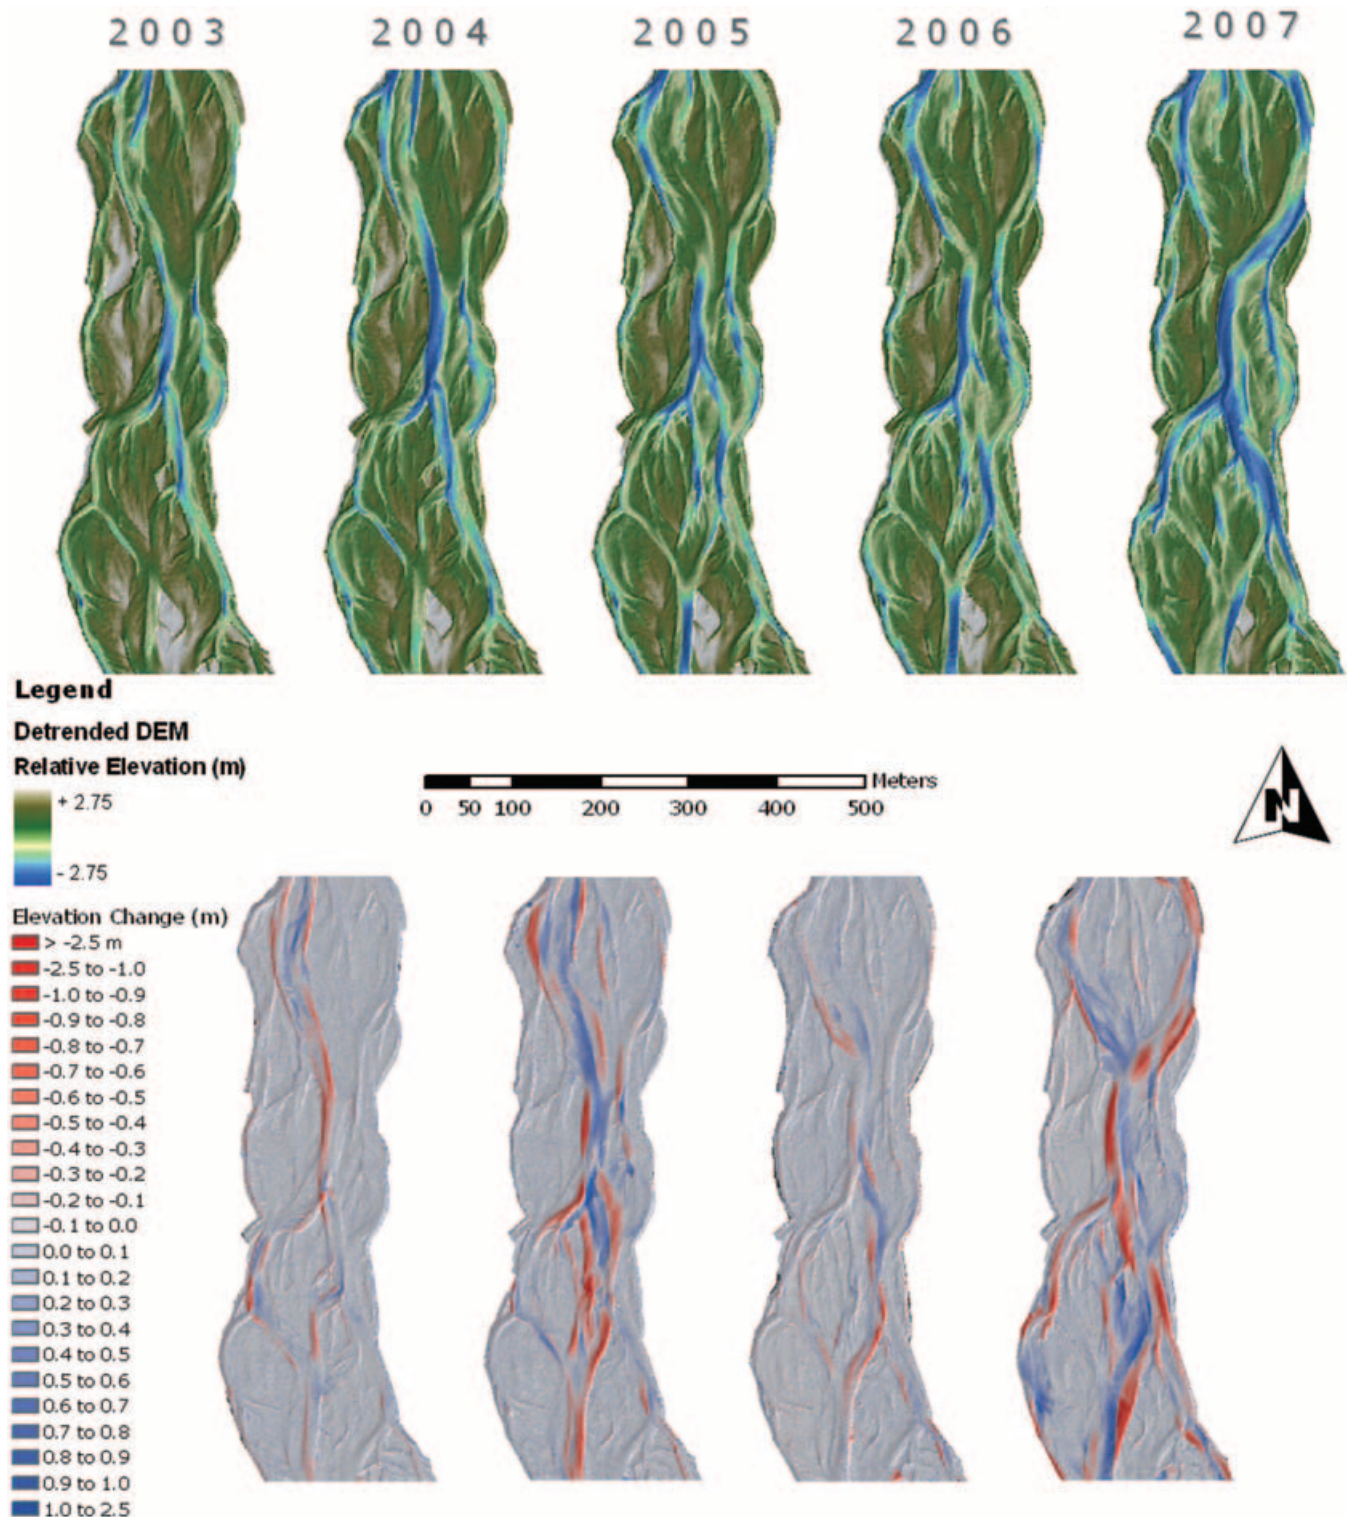 2003 2004 2005 2006 2007
Legend
Detrended DEM
Relative Elevation (m)
+ 2.75
- 2.75
Meters
0 50 100 200 300 400 500
N
Elevation Change (m)
> -2.5 m
-2.5 to -1.0
-1.0 to -0.9
-0.9 to -0.8
-0.8 to -0.7
-0.7 to -0.6
-0.6 to -0.5
-0.5 to -0.4
-0.4 to -0.3
-0.3 to -0.2
-0.2 to -0.1
-0.1 to 0.0
0.0 to 0.1
0.1 to 0.2
0.2 to 0.3
0.3 to 0.4
0.4 to 0.5
0.5 to 0.6
0.6 to 0.7
0.7 to 0.8
0.8 to 0.9
0.9 to 1.0
1.0 to 2.5